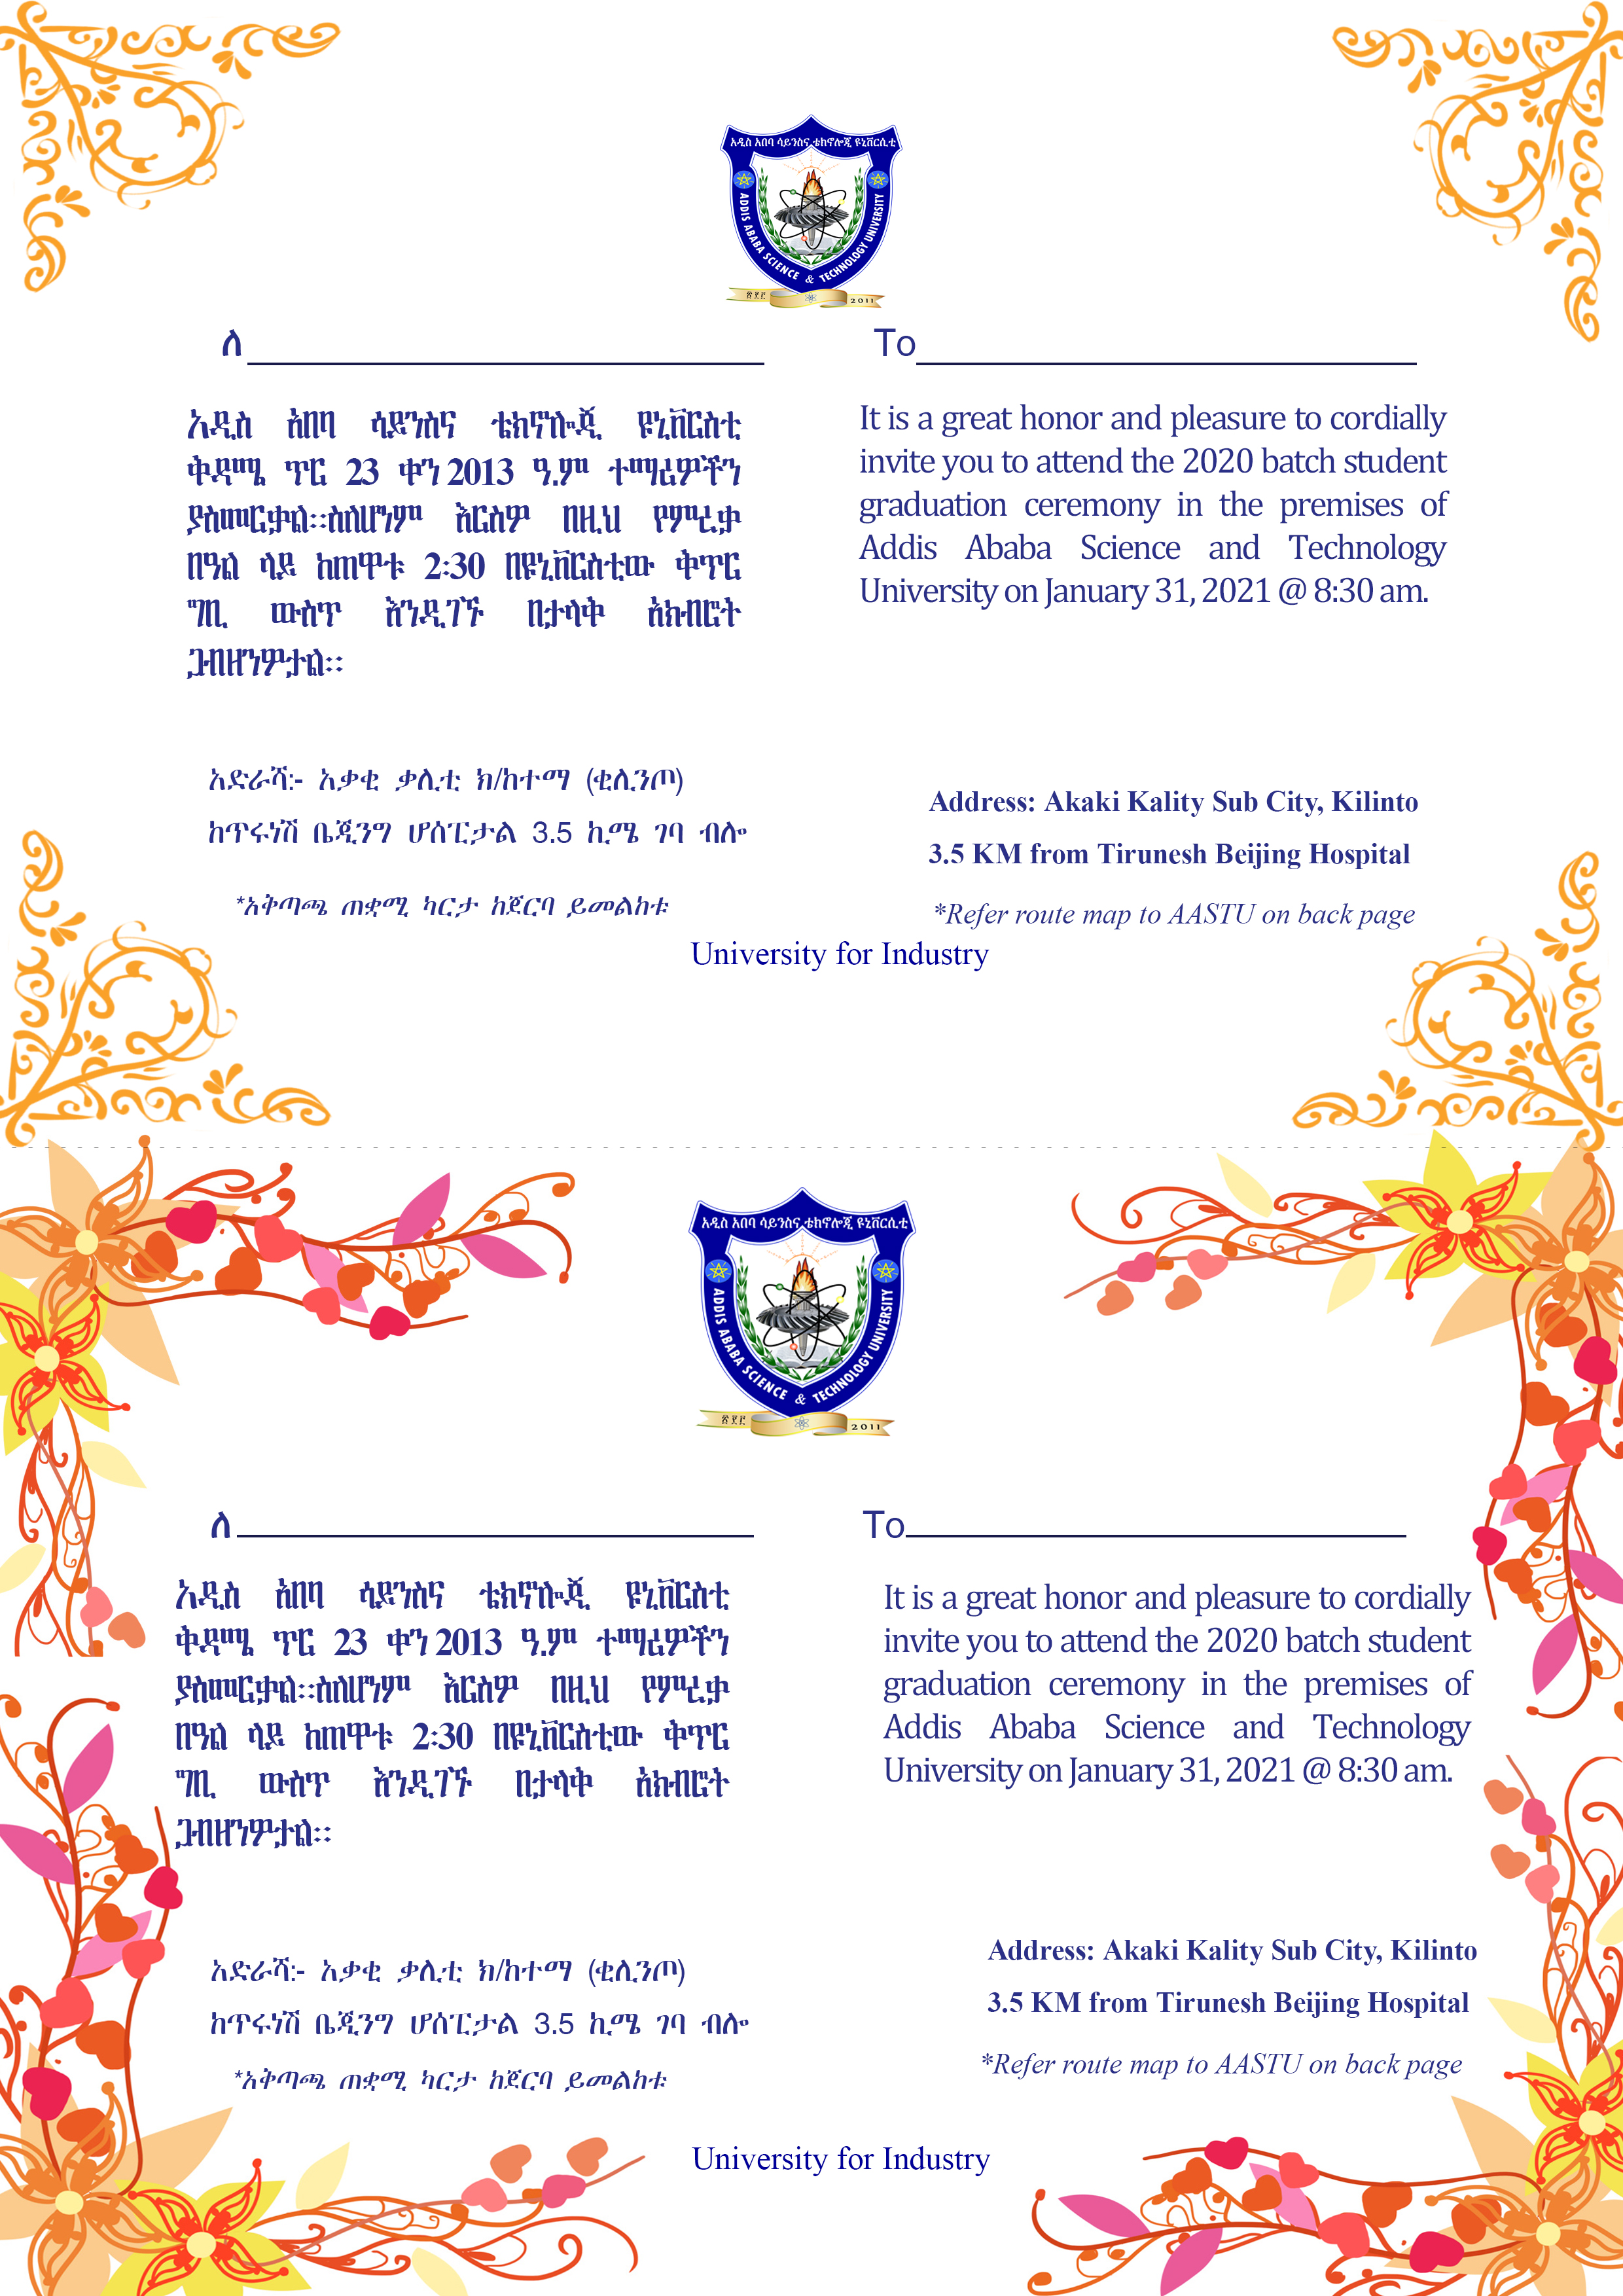 አዲስ አበባ ሳይንስና ቴክኖሎጂ ዩኒቨርሲቲ
ADDIS ABABA SCIENCE & TECHNOLOGY UNIVERSITY
፳፻፫ 2011
ለ
አዲስ አበባ ሳይንስና ቴክኖሎጂ ዩኒቨርስቲ
ቅዳሜ ጥር 23 ቀን 2013 ዓ.ም ተማሪዎችን
ያስመርቃል፡፡ስለሆነም እርስዎ በዚህ የምረቃ
በዓል ላይ ከጠዋቱ 2:30 በዩኒቨርስቲው ቅጥር
ግቢ ውስጥ እንዲገኙ በታላቅ አክብሮት
ጋብዘንዎታል፡፡
To
It is a great honor and pleasure to cordially
invite you to attend the 2020 batch student
graduation ceremony in the premises of
Addis Ababa Science and Technology
University on January 31, 2021 @ 8:30 am.
አድራሻ:- አቃቂ ቃሊቲ ክ/ከተማ (ቂሊንጦ)
ከጥሩነሽ ቤጂንግ ሆስፒታል 3.5 ኪሜ ገባ ብሎ
*አቅጣጫ ጠቋሚ ካርታ ከጀርባ ይመልከቱ
Address: Akaki Kality Sub City, Kilinto
3.5 KM from Tirunesh Beijing Hospital
*Refer route map to AASTU on back page
University for Industry
አዲስ አበባ ሳይንስና ቴክኖሎጂ ዩኒቨርሲቲ
ADDIS ABABA SCIENCE & TECHNOLOGY UNIVERSITY
፳፻፫ 2011
ለ
አዲስ አበባ ሳይንስና ቴክኖሎጂ ዩኒቨርስቲ
ቅዳሜ ጥር 23 ቀን 2013 ዓ.ም ተማሪዎችን
ያስመርቃል፡፡ስለሆነም እርስዎ በዚህ የምረቃ
በዓል ላይ ከጠዋቱ 2:30 በዩኒቨርስቲው ቅጥር
ግቢ ውስጥ እንዲገኙ በታላቅ አክብሮት
ጋብዘንዎታል፡፡
To
It is a great honor and pleasure to cordially
invite you to attend the 2020 batch student
graduation ceremony in the premises of
Addis Ababa Science and Technology
University on January 31, 2021 @ 8:30 am.
አድራሻ:- አቃቂ ቃሊቲ ክ/ከተማ (ቂሊንጦ)
ከጥሩነሽ ቤጂንግ ሆስፒታል 3.5 ኪሜ ገባ ብሎ
*አቅጣጫ ጠቋሚ ካርታ ከጀርባ ይመልከቱ
Address: Akaki Kality Sub City, Kilinto
3.5 KM from Tirunesh Beijing Hospital
*Refer route map to AASTU on back page
University for Industry